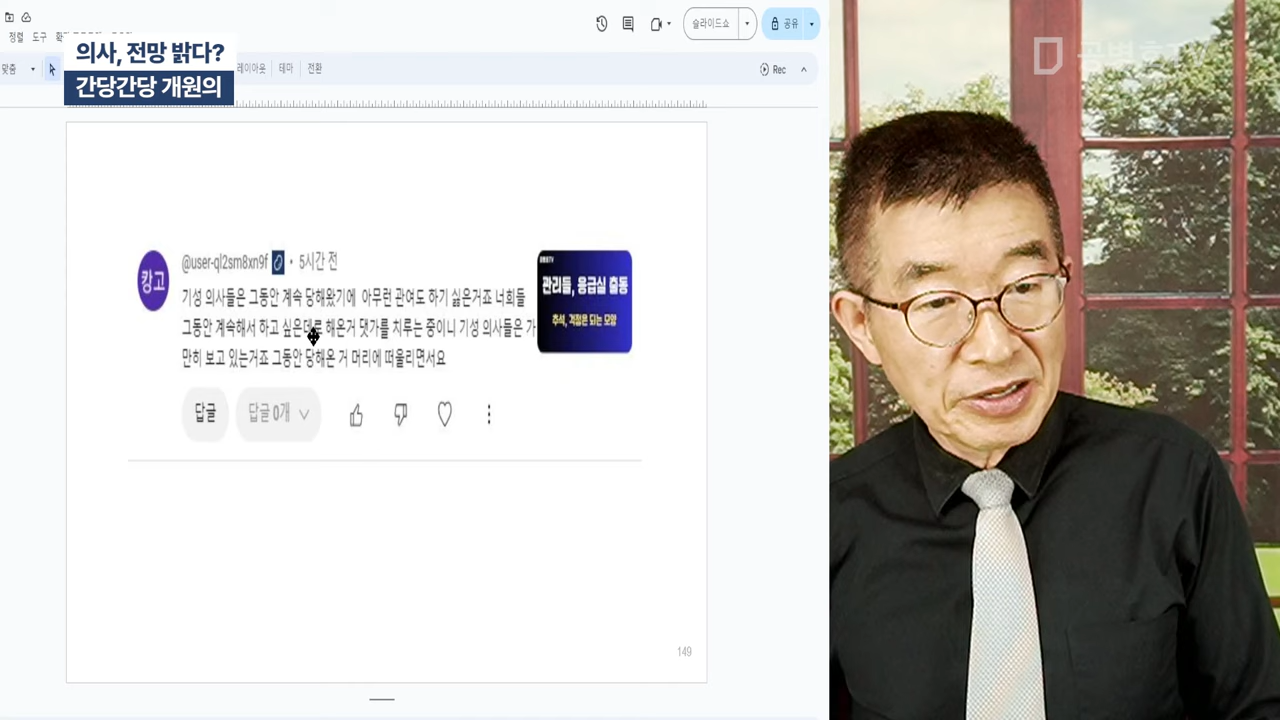 정렬 도구
의사, 전망 밝다?
간당간당 개원의
슬라이드쇼
공유
맞춤
레이아웃 테마 전환
Rec
공병호TV
캉고
@user-ql2sm8xn9f • 5시간 전
기성 의사들은 그동안 계속 당해왔기에 아무런 관여도 하기 싫은거죠 너희들
그동안 계속해서 하고 싶은대로 해온거 댓가를 치루는 중이니 기성 의사들은 가
만히 보고 있는거죠 그동안 당해온 거 머리에 떠올리면서요
답글 답글 0개
관리들, 응급실 출동
추석, 걱정은 되는 모양
149